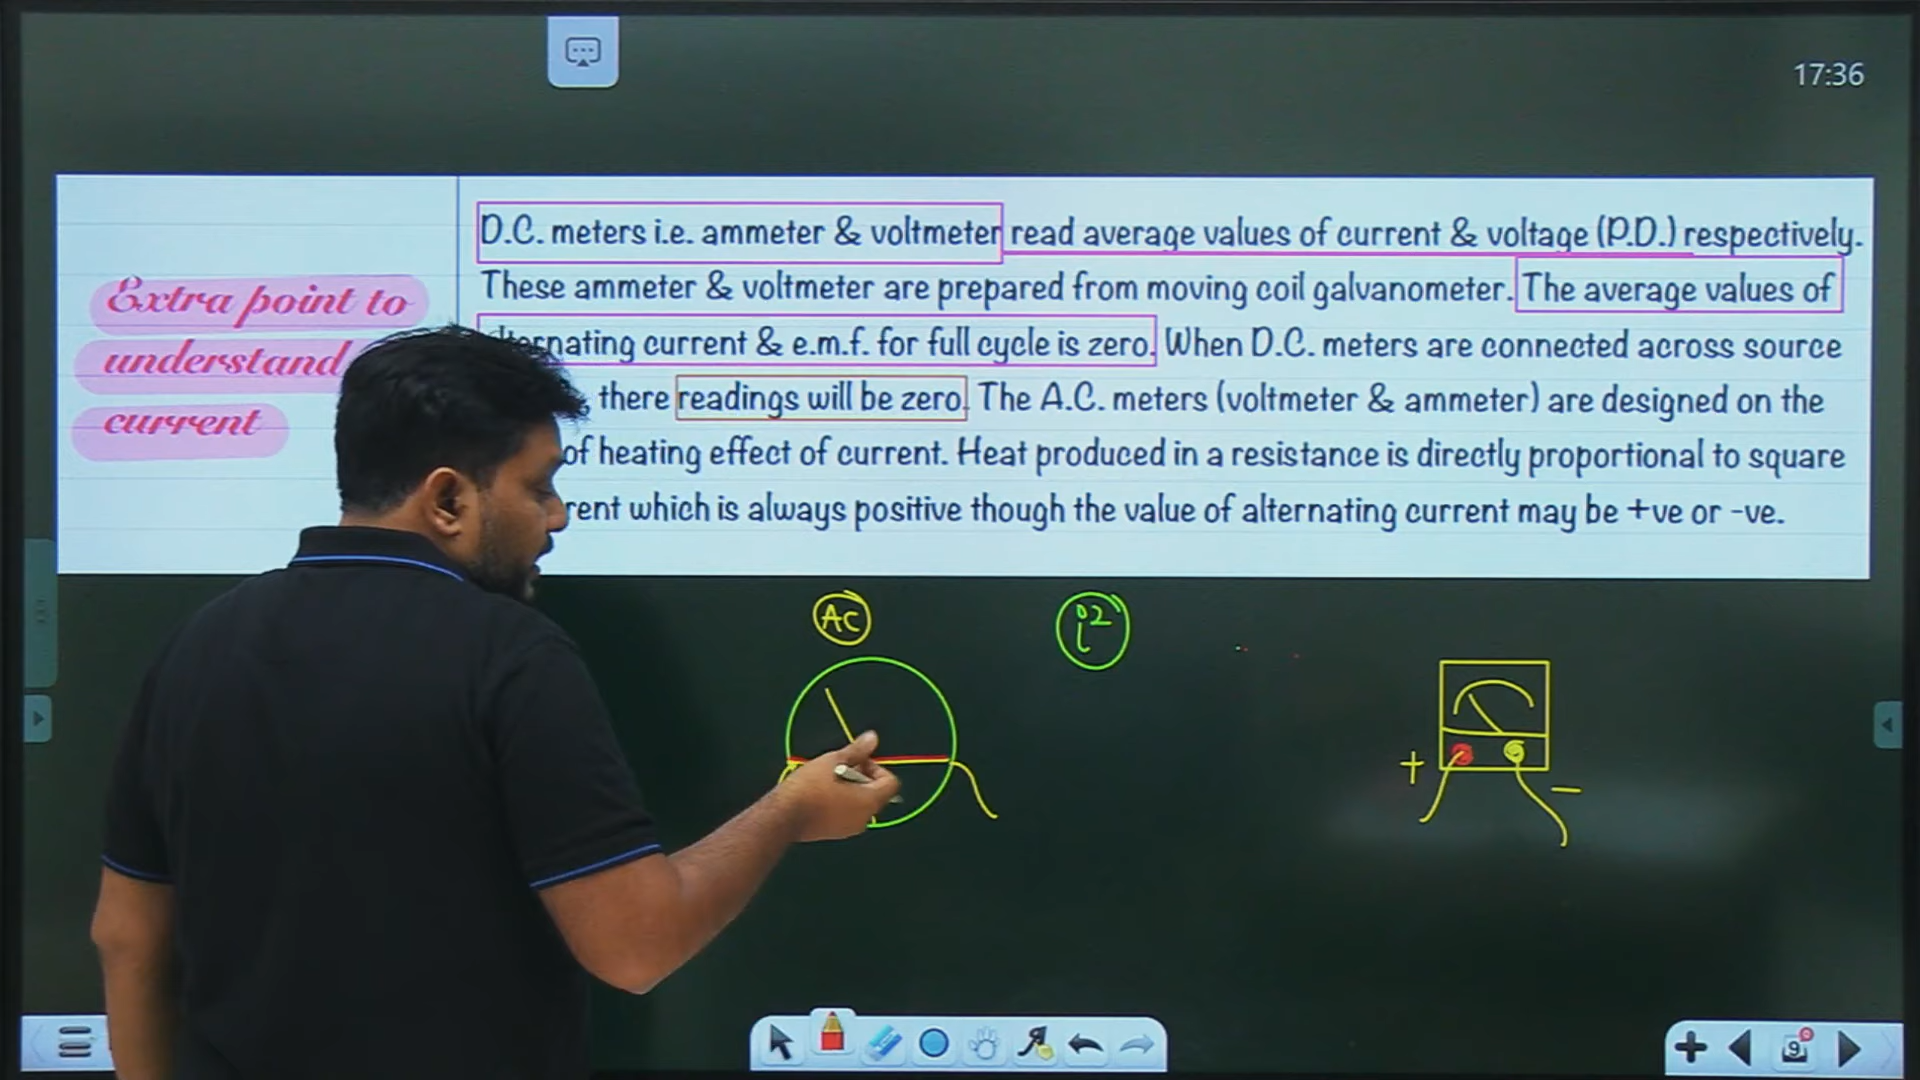 17:36
Extra point to
understand
current
D.C. meters i.e. ammeter & voltmeter read average values of current & voltage (P.D.) respectively.
These ammeter & voltmeter are prepared from moving coil galvanometer. The average values of
alternating current & e.m.f. for full cycle is zero. When D.C. meters are connected across source
there readings will be zero. The A.C. meters (voltmeter & ammeter) are designed on the
of heating effect of current. Heat produced in a resistance is directly proportional to square
rent which is always positive though the value of alternating current may be +ve or -ve.
AC
i²
+
−
9